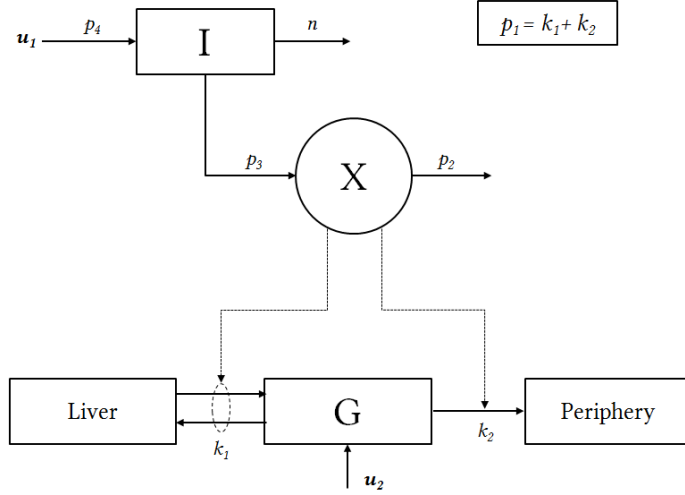 u₁
p₄
I
n
p₁ = k₁ + k₂
p₃
X
p₂
Liver
k₁
G
k₂
Periphery
u₂